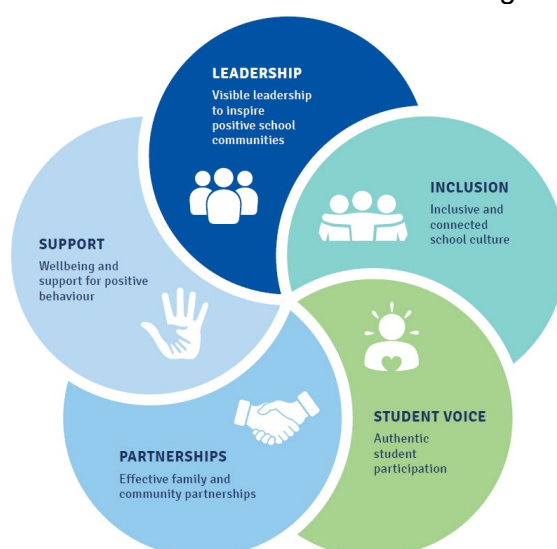 LEADERSHIP
Visible leadership
to inspire
positive school
communities
INCLUSION
Inclusive and
connected
school culture
STUDENT VOICE
Authentic
student
participation
PARTNERSHIPS
Effective family and
community partnerships
SUPPORT
Wellbeing and
support for positive
behaviour